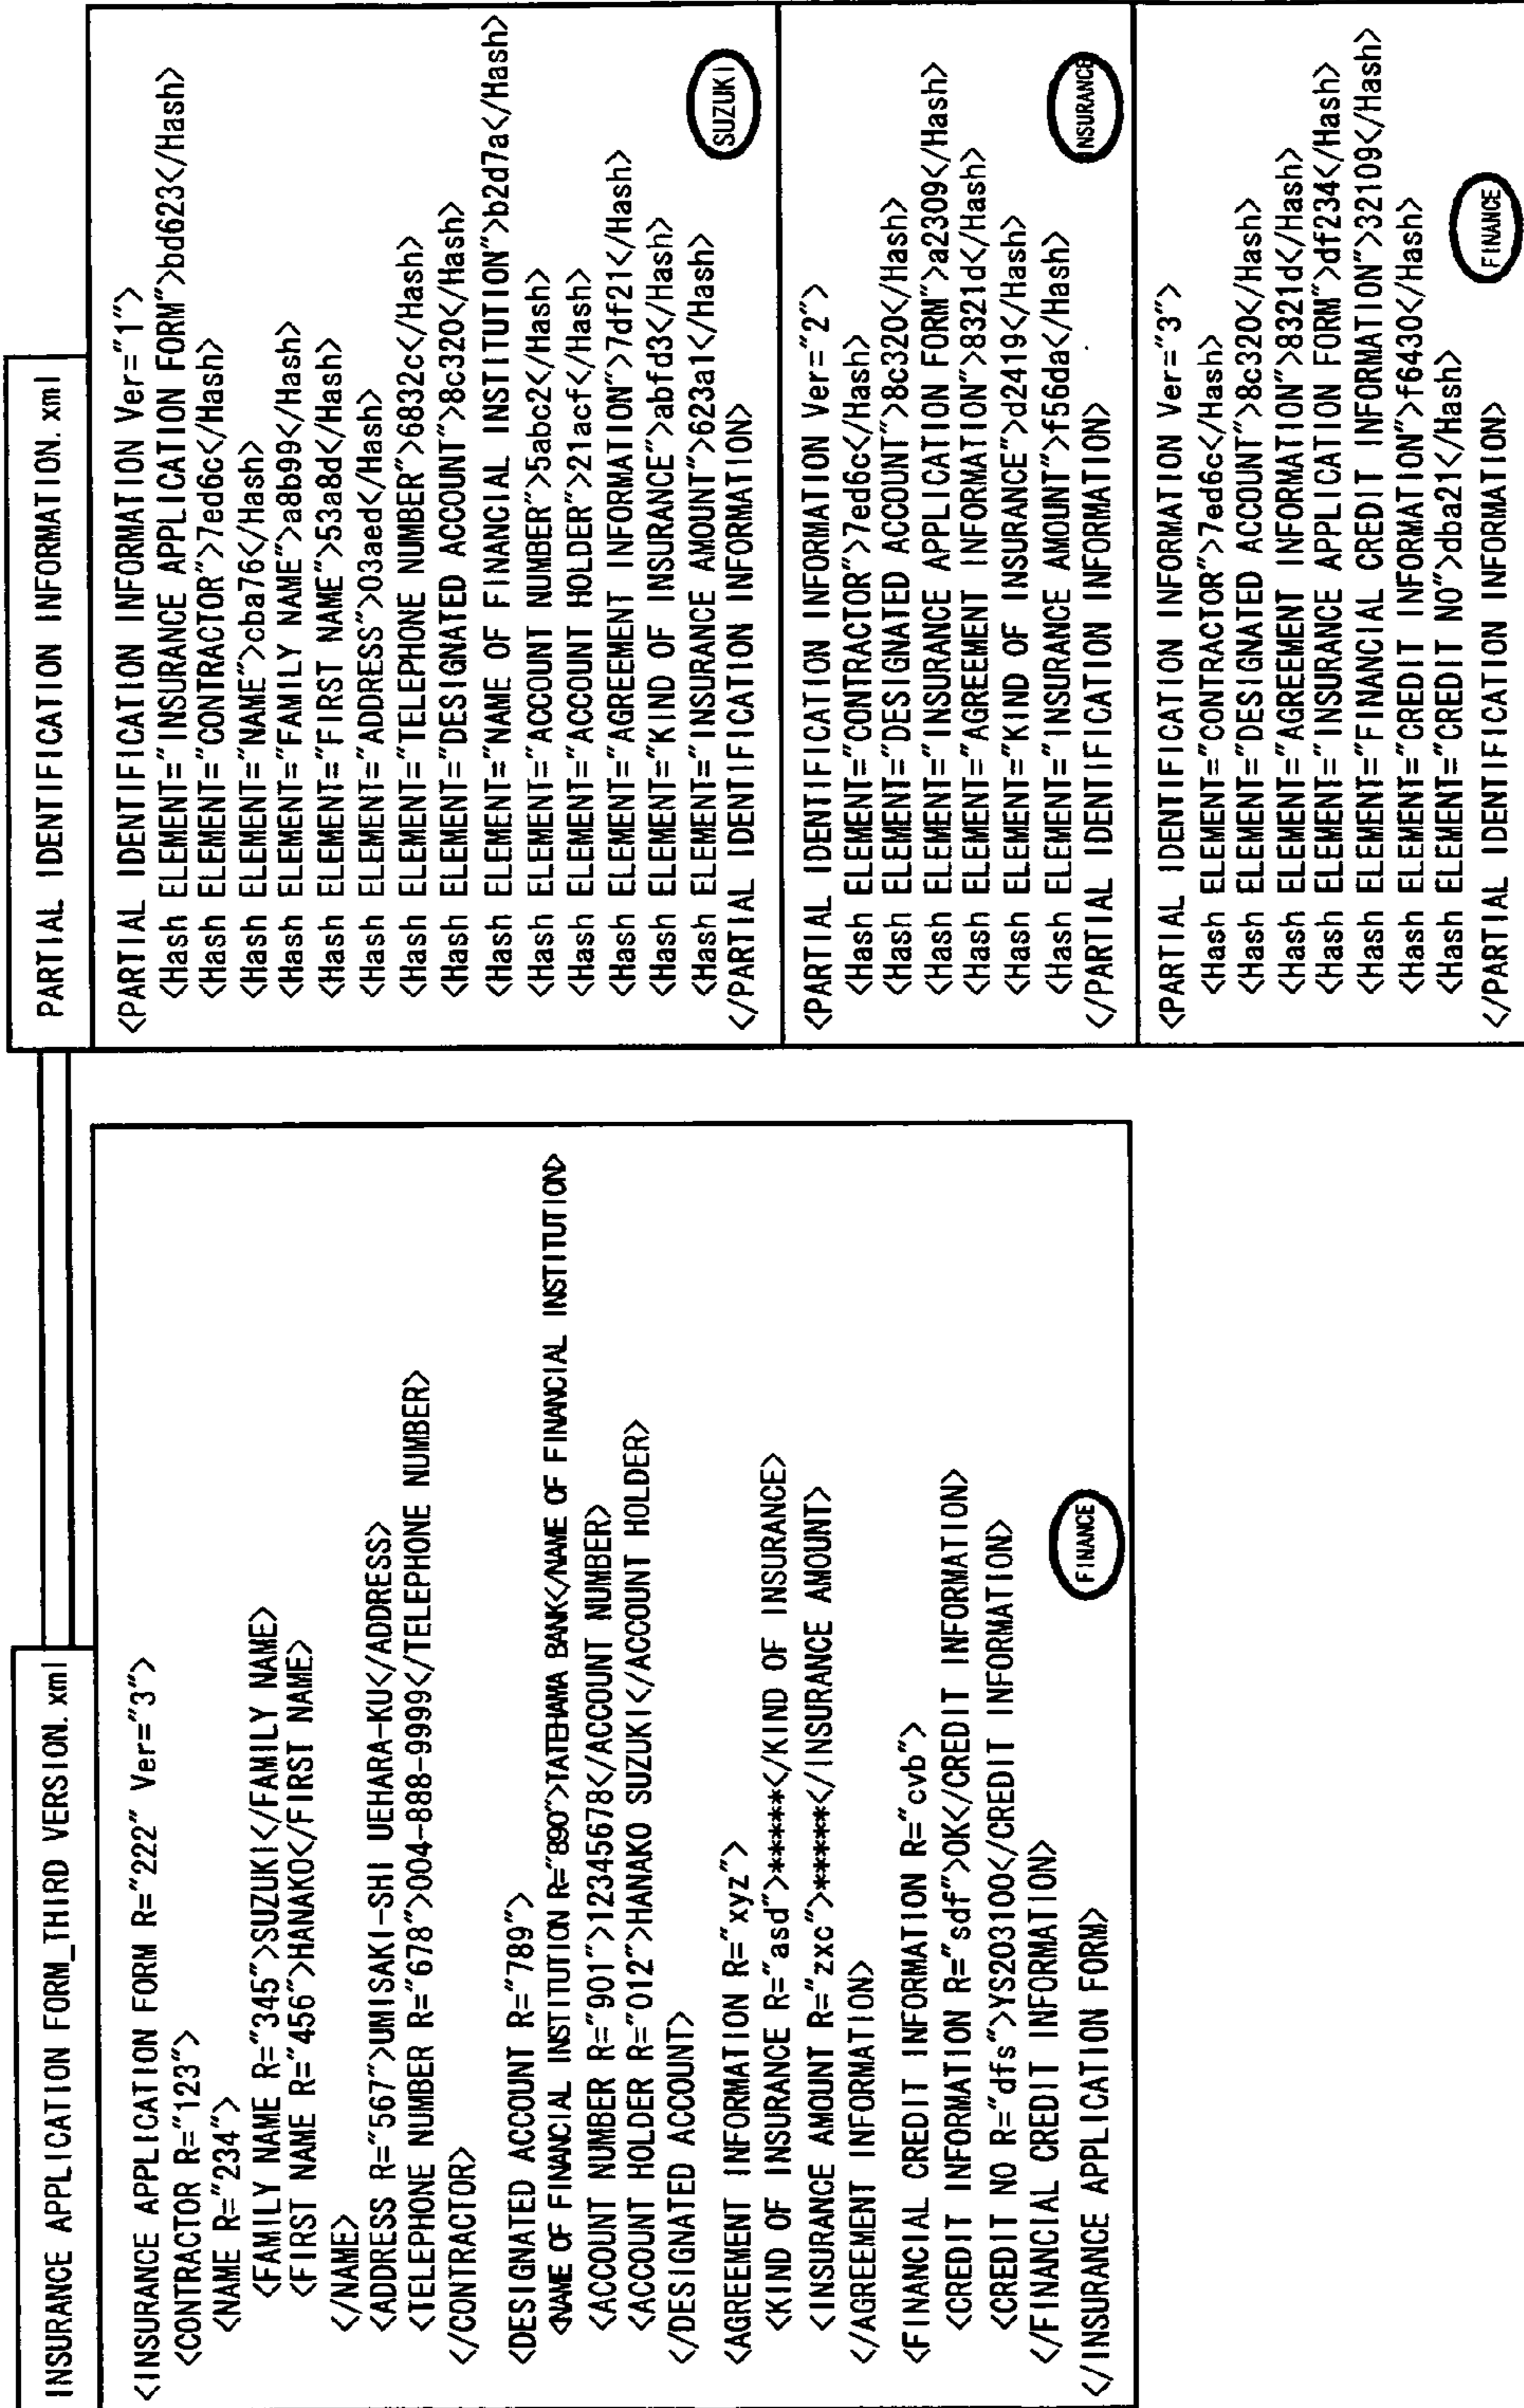 INSURANCE APPLICATION FORM_THIRD VERSION.xml
<INSURANCE APPLICATION FORM R="222" Ver="3">
<CONTRACTOR R="123">
<NAME R="234">
<FAMILY NAME R="345">SUZUKI</FAMILY NAME>
<FIRST NAME R="456">HANAKO</FIRST NAME>
</NAME>
<ADDRESS R="567">UMISAKI-SHI UEHARA-KU</ADDRESS>
<TELEPHONE NUMBER R="678">004-888-9999</TELEPHONE NUMBER>
</CONTRACTOR>
<DESIGNATED ACCOUNT R="789">
<NAME OF FINANCIAL INSTITUTION R="890">TATEHAMA BANK</NAME OF FINANCIAL INSTITUTION>
<ACCOUNT NUMBER R="901">12345678</ACCOUNT NUMBER>
<ACCOUNT HOLDER R="012">HANAKO SUZUKI</ACCOUNT HOLDER>
</DESIGNATED ACCOUNT>
<AGREEMENT INFORMATION R="xyz">
<KIND OF INSURANCE R="asd">*****</KIND OF INSURANCE>
<INSURANCE AMOUNT R="zxc">*****</INSURANCE AMOUNT>
</AGREEMENT INFORMATION>
<FINANCIAL CREDIT INFORMATION R="cvb">
<CREDIT INFORMATION R="sdf">OK</CREDIT INFORMATION>
<CREDIT NO R="dfs">YS203100</CREDIT INFORMATION>
</FINANCIAL CREDIT INFORMATION>
</INSURANCE APPLICATION FORM>
FINANCE
PARTIAL IDENTIFICATION INFORMATION.xml
<PARTIAL IDENTIFICATION INFORMATION Ver="1">
<Hash ELEMENT="INSURANCE APPLICATION FORM">bd623</Hash>
<Hash ELEMENT="CONTRACTOR">7ed6c</Hash>
<Hash ELEMENT="NAME">cba76</Hash>
<Hash ELEMENT="FAMILY NAME">a8b99</Hash>
<Hash ELEMENT="FIRST NAME">53a8d</Hash>
<Hash ELEMENT="ADDRESS">03aed</Hash>
<Hash ELEMENT="TELEPHONE NUMBER">6832c</Hash>
<Hash ELEMENT="DESIGNATED ACCOUNT">8c320</Hash>
<Hash ELEMENT="NAME OF FINANCIAL INSTITUTION">b2d7a</Hash>
<Hash ELEMENT="ACCOUNT NUMBER">5abc2</Hash>
<Hash ELEMENT="ACCOUNT HOLDER">21acf</Hash>
<Hash ELEMENT="AGREEMENT INFORMATION">7df21</Hash>
<Hash ELEMENT="KIND OF INSURANCE">abfd3</Hash>
<Hash ELEMENT="INSURANCE AMOUNT">623a1</Hash>
</PARTIAL IDENTIFICATION INFORMATION>
SUZUKI
<PARTIAL IDENTIFICATION INFORMATION Ver="2">
<Hash ELEMENT="CONTRACTOR">7ed6c</Hash>
<Hash ELEMENT="DESIGNATED ACCOUNT">8c320</Hash>
<Hash ELEMENT="INSURANCE APPLICATION FORM">a2309</Hash>
<Hash ELEMENT="AGREEMENT INFORMATION">8321d</Hash>
<Hash ELEMENT="KIND OF INSURANCE">d2419</Hash>
<Hash ELEMENT="INSURANCE AMOUNT">f56da</Hash>
</PARTIAL IDENTIFICATION INFORMATION>
INSURANCE
<PARTIAL IDENTIFICATION INFORMATION Ver="3">
<Hash ELEMENT="CONTRACTOR">7ed6c</Hash>
<Hash ELEMENT="DESIGNATED ACCOUNT">8c320</Hash>
<Hash ELEMENT="AGREEMENT INFORMATION">8321d</Hash>
<Hash ELEMENT="INSURANCE APPLICATION FORM">df234</Hash>
<Hash ELEMENT="FINANCIAL CREDIT INFORMATION">32109</Hash>
<Hash ELEMENT="CREDIT INFORMATION">f6430</Hash>
<Hash ELEMENT="CREDIT NO">dba21</Hash>
</PARTIAL IDENTIFICATION INFORMATION>
FINANCE